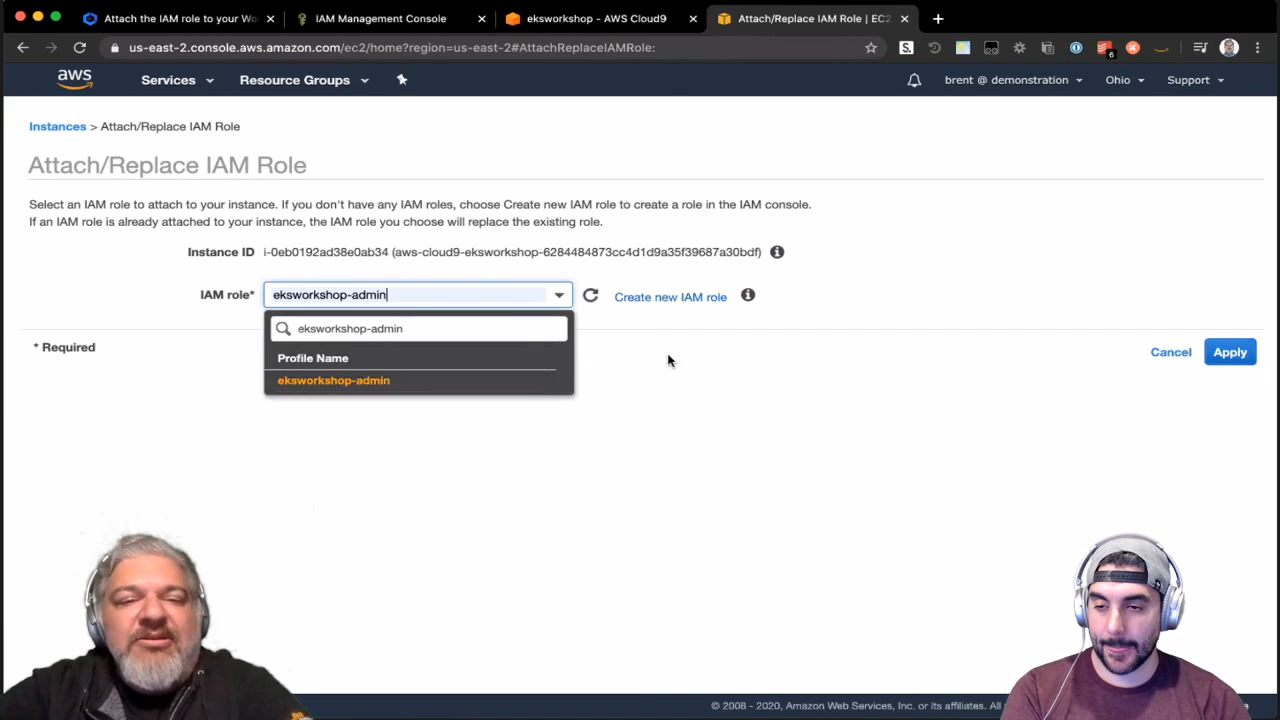 Attach the IAM role to your Wo
IAM Management Console
eksworkshop - AWS Cloud9
Attach/Replace IAM Role | EC2
us-east-2.console.aws.amazon.com/ec2/home?region=us-east-2#AttachReplaceIAMRole:
6
aws
Services
Resource Groups
brent @ demonstration
Ohio
Support
Instances > Attach/Replace IAM Role
Attach/Replace IAM Role
Select an IAM role to attach to your instance. If you don't have any IAM roles, choose Create new IAM role to create a role in the IAM console.
If an IAM role is already attached to your instance, the IAM role you choose will replace the existing role.
Instance ID i-0eb0192ad38e0ab34 (aws-cloud9-eksworkshop-6284484873cc4d1d9a35f39687a30bdf)
IAM role* eksworkshop-admin
Create new IAM role
eksworkshop-admin
Profile Name
eksworkshop-admin
* Required
Cancel
Apply
© 2008 - 2020, Amazon Web Services, Inc. or its affiliates. All